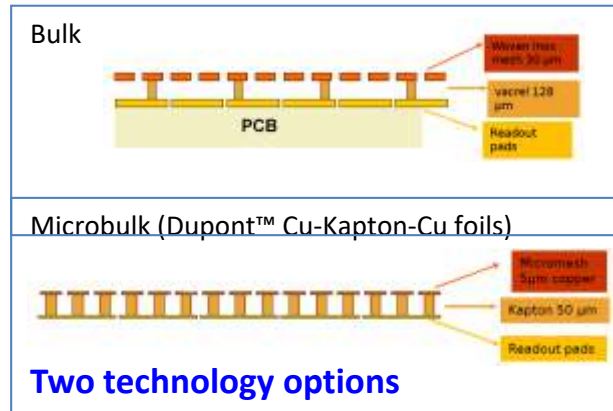 Bulk
Woven Inox
mesh 30 µm
vacrel 128
µm
Readout
pads
PCB
Microbulk (Dupont™ Cu-Kapton-Cu foils)
Micromesh
5µm copper
Kapton 50 µm
Readout pads
Two technology options